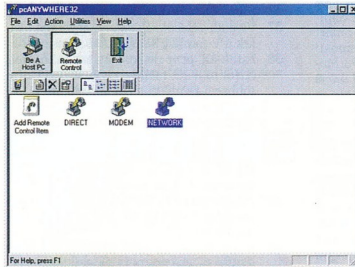 pcANYWHERE32
File Edit Action Utilities View Help
Be A
Host PC
Remote
Control
Exit
Add Remote
Control Item
DIRECT
MODEM
NETWORK
For Help, press F1